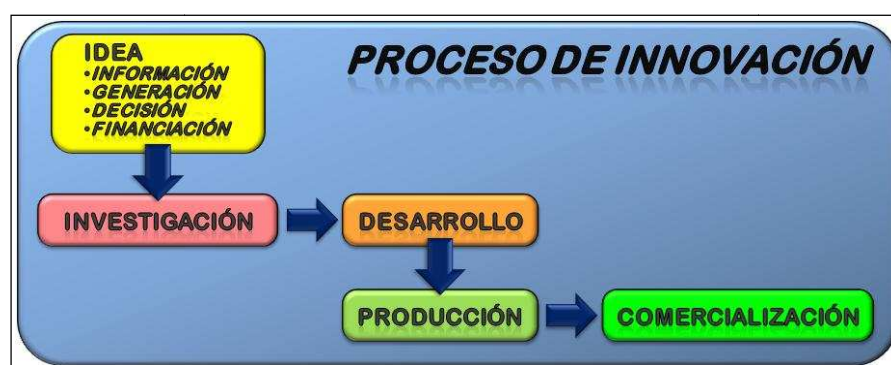 PROCESO DE INNOVACIÓN
IDEA
•INFORMACIÓN
•GENERACIÓN
•DECISIÓN
•FINANCIACIÓN
INVESTIGACIÓN
DESARROLLO
PRODUCCIÓN
COMERCIALIZACIÓN